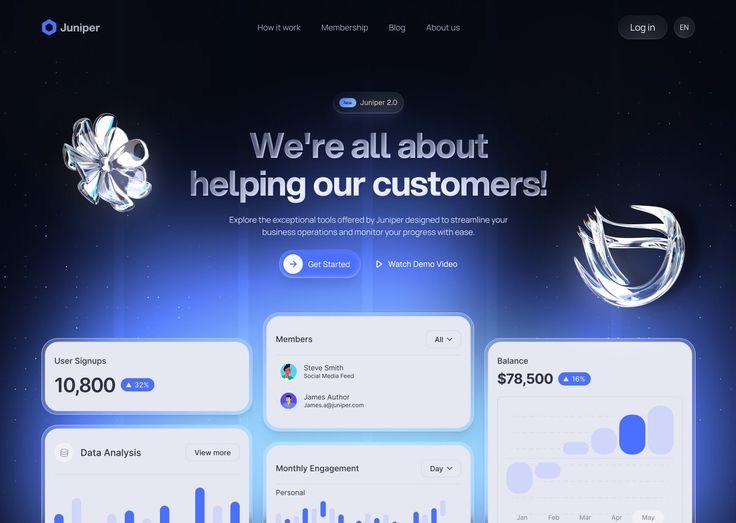 Juniper
How it work
Membership
Blog
About us
Log in
EN
New
Juniper 2.0
We're all about
helping our customers!
Explore the exceptional tools offered by Juniper designed to streamline your
business operations and monitor your progress with ease.
Get Started
Watch Demo Video
User Signups
10,800
32%
Data Analysis
View more
Members
All
Steve Smith
Social Media Feed
James Author
James.a@juniper.com
Monthly Engagement
Day
Personal
Balance
$78,500
16%
Jan
Feb
Mar
Apr
May